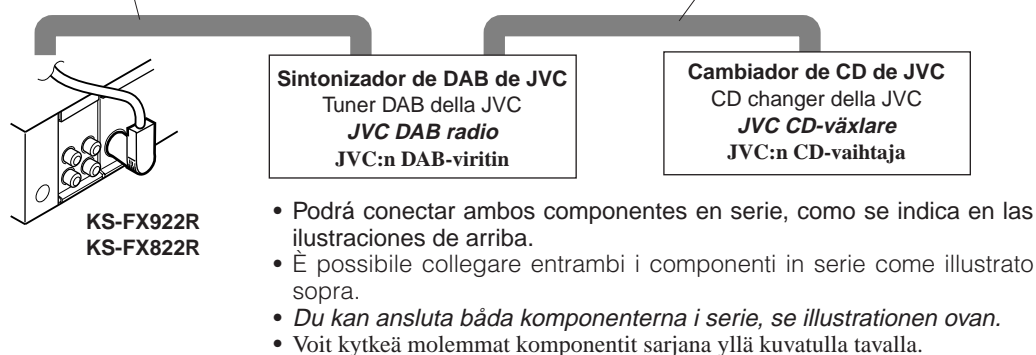 Sintonizador de DAB de JVC
Tuner DAB della JVC
JVC DAB radio
JVC:n DAB-viritin
Cambiador de CD de JVC
CD changer della JVC
JVC CD-växlare
JVC:n CD-vaihtaja
KS-FX922R
KS-FX822R
• Podrá conectar ambos componentes en serie, como se indica en las
ilustraciones de arriba.
• È possibile collegare entrambi i componenti in serie come illustrato
sopra.
• Du kan ansluta båda komponenterna i serie, se illustrationen ovan.
• Voit kytkeä molemmat komponentit sarjana yllä kuvatulla tavalla.